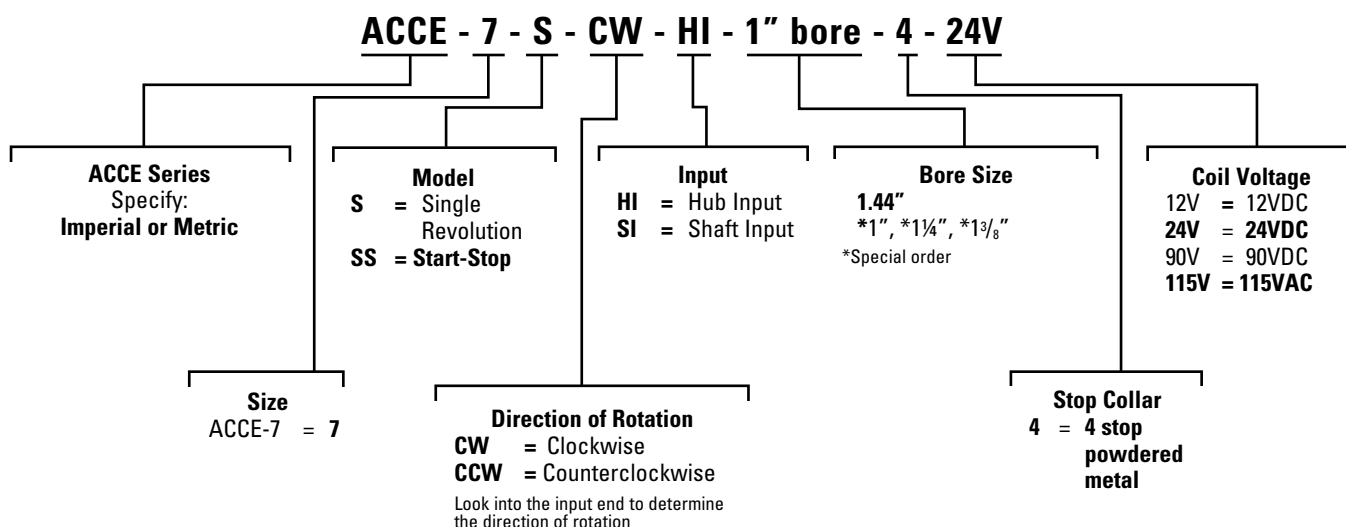 ACCE - 7 - S - CW - HI - 1” bore - 4 - 24V
ACCE Series
Specify:
Imperial or Metric
Model
S = Single
Revolution
SS = Start-Stop
Input
HI = Hub Input
SI = Shaft Input
Bore Size
1.44”
*1”, *1¼”, *1³/₈”
*Special order
Coil Voltage
12V = 12VDC
24V = 24VDC
90V = 90VDC
115V = 115VAC
Size
ACCE-7 = 7
Direction of Rotation
CW = Clockwise
CCW = Counterclockwise
Look into the input end to determine
the direction of rotation
Stop Collar
4 = 4 stop
powdered
metal